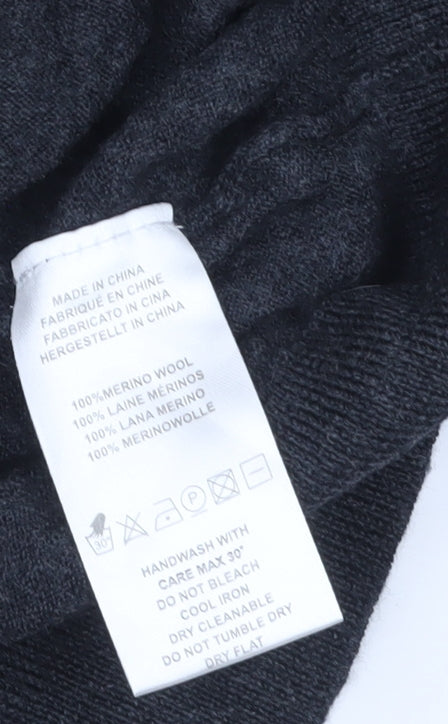 MADE IN CHINA
FABRIQUÉ EN CHINE
FABBRICATO IN CINA
HERGESTELLT IN CHINA
100%MERINO WOOL
100% LAINE MÉRINOS
100% LANA MERINO
100% MERINOWOLLE
30° P
HANDWASH WITH
CARE MAX 30°
DO NOT BLEACH
COOL IRON
DRY CLEANABLE
DO NOT TUMBLE DRY
DRY FLAT